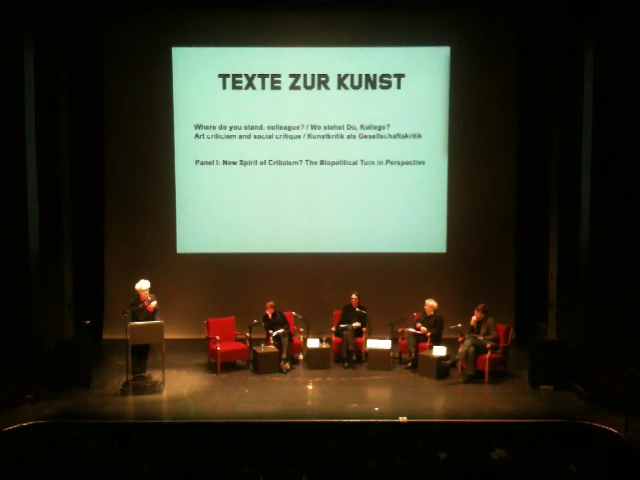 TEXTE ZUR KUNST
Where do you stand, colleague? / Wo stehst Du, Kollege?
Art criticism and social critique / Kunstkritik als Gesellschaftskritik
Panel I: New Spirit of Criticism? The Biopolitical Turn in Perspective